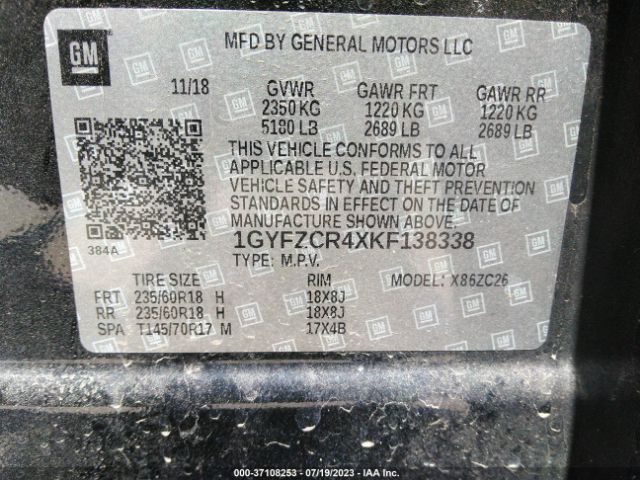 GM
MFD BY GENERAL MOTORS LLC
11/18 GVWR GAWR FRT GAWR RR
2350 KG 1220 KG 1220 KG
5180 LB 2689 LB 2689 LB
THIS VEHICLE CONFORMS TO ALL
APPLICABLE U.S. FEDERAL MOTOR
VEHICLE SAFETY AND THEFT PREVENTION
STANDARDS IN EFFECT ON THE DATE OF
MANUFACTURE SHOWN ABOVE.
384A
1GYFZCR4XKF138338
TYPE: M.P.V. MODEL: X86ZC26
TIRE SIZE RIM
FRT 235/60R18 H 18X8J
RR 235/60R18 H 18X8J
SPA T145/70R17 M 17X4B
000-37108253 - 07/19/2023 - IAA Inc.